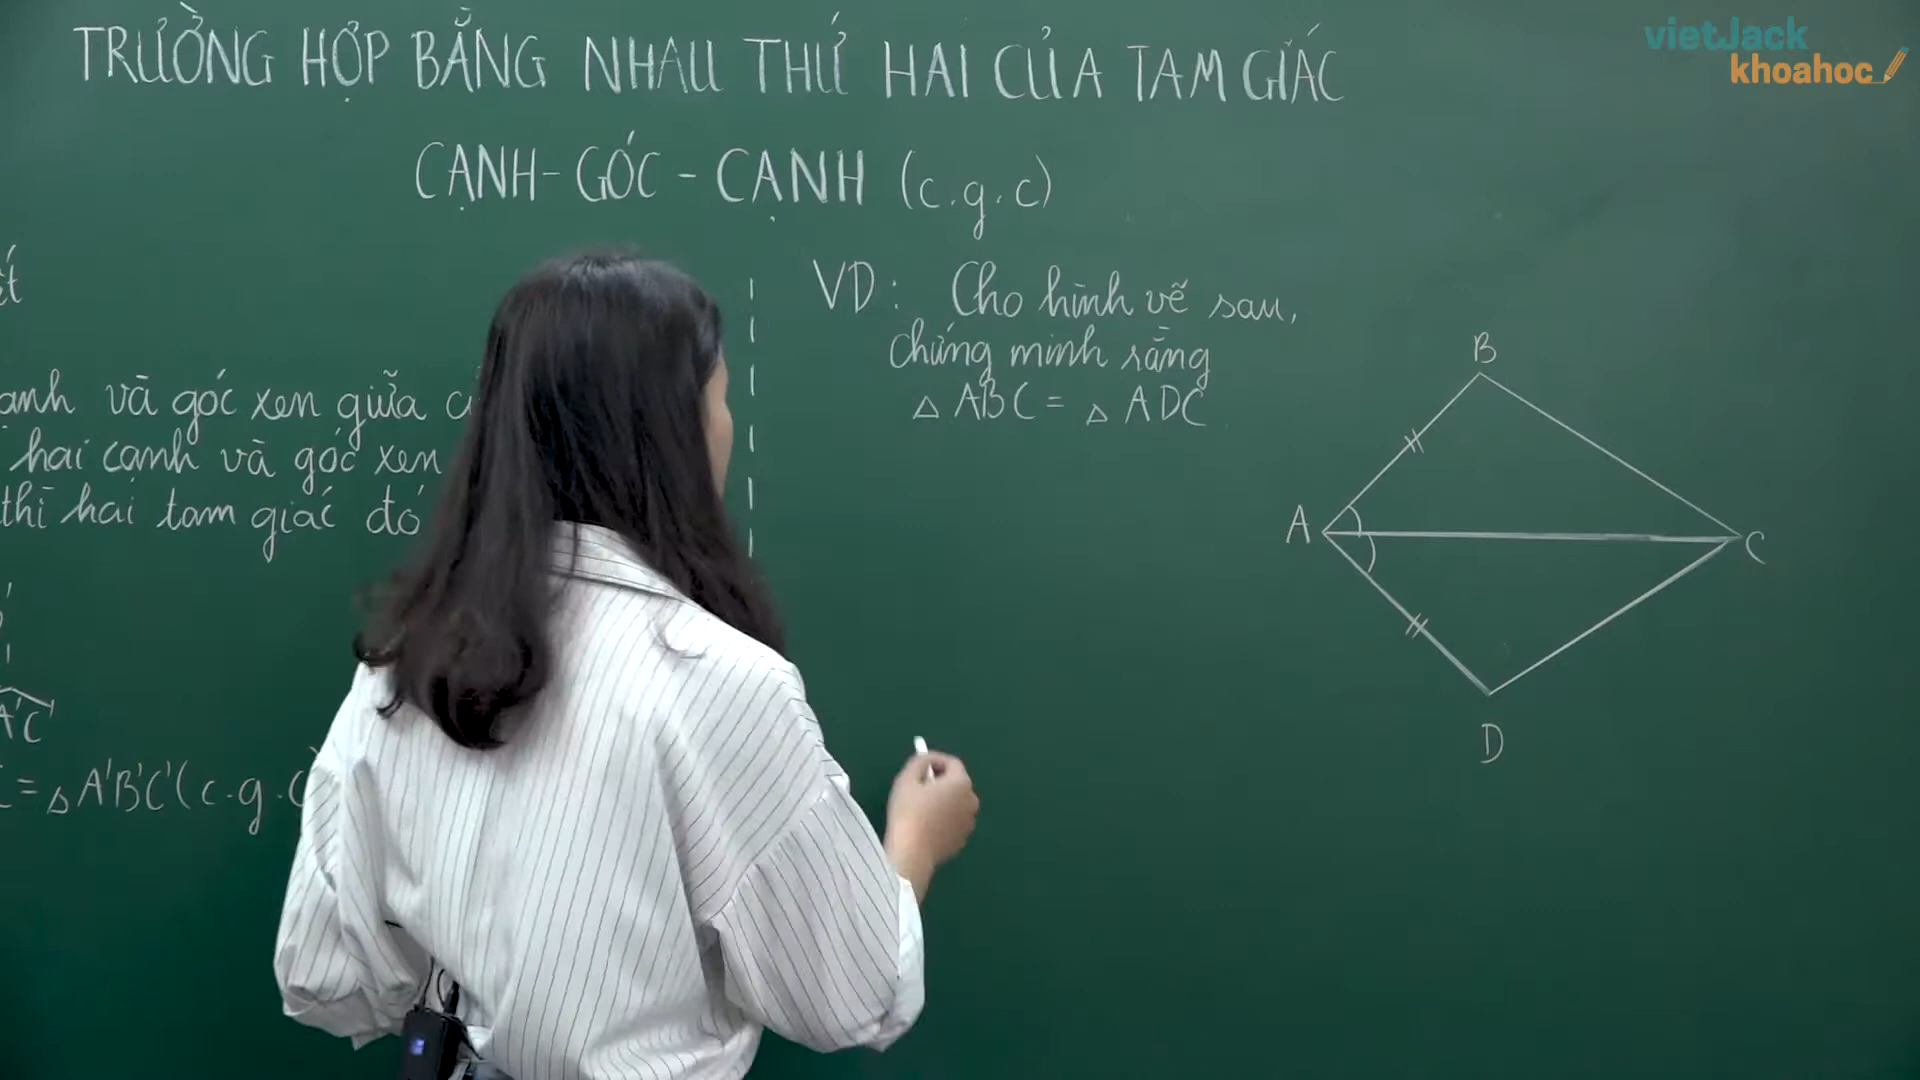 TRƯỜNG HỢP BẰNG NHAU THỨ HAI CỦA TAM GIÁC
CẠNH - GÓC - CẠNH (c.g.c)
vietJack
khoahoc
và góc xen giữa
hai cạnh và góc xen
thì hai tam giác đó
A'C'
= △A'B'C' (c.g.c
VD: Cho hình vẽ sau,
chứng minh rằng
△ ABC = △ ADC
B
A
C
D